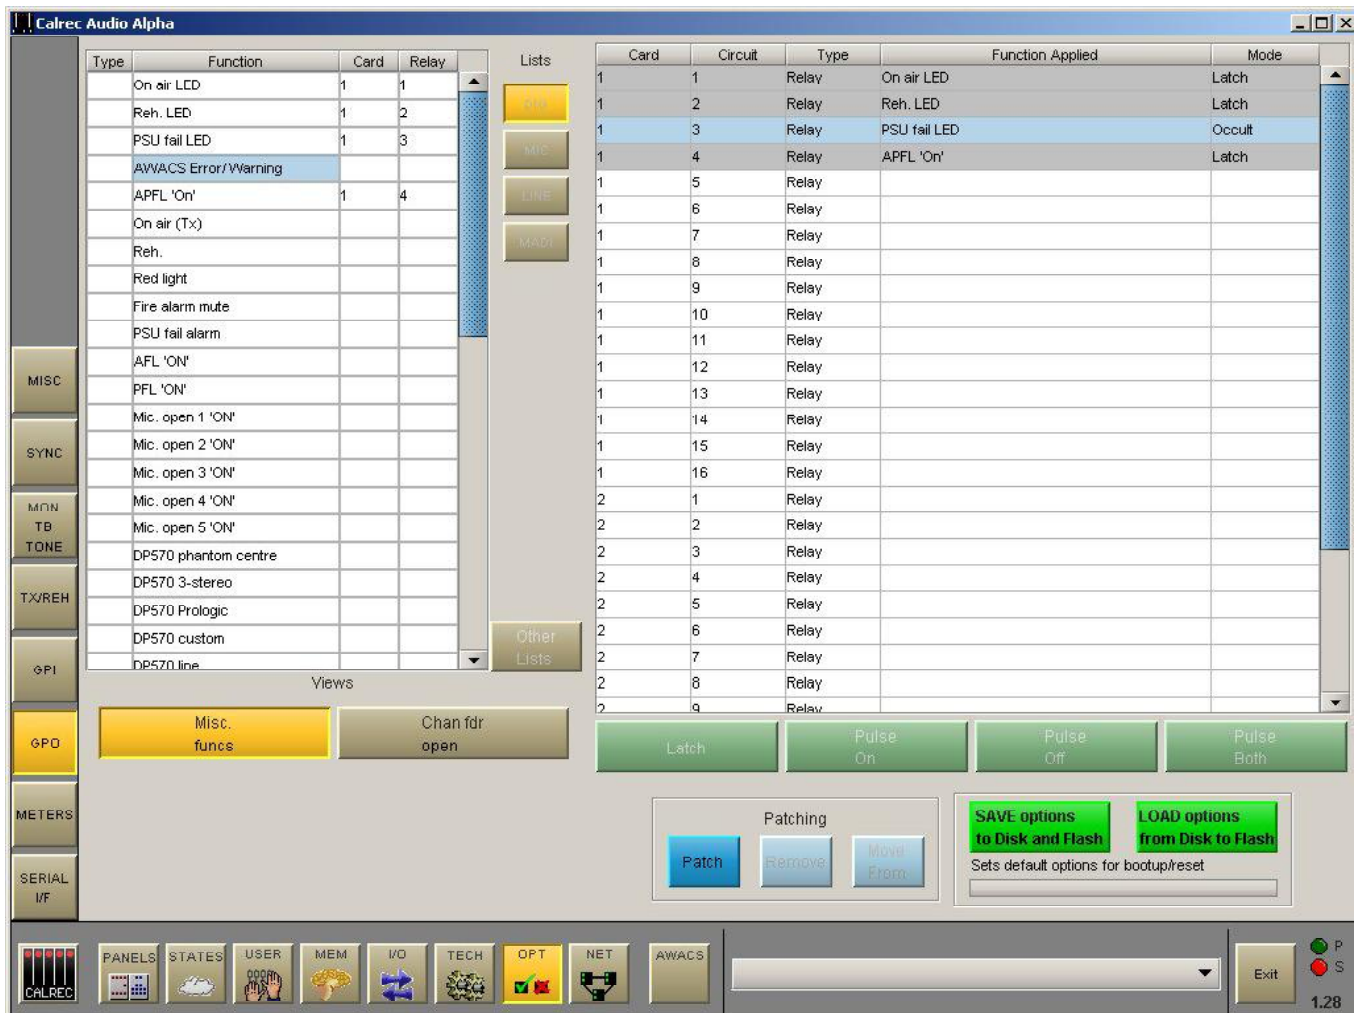 Calrec Audio Alpha
Type Function Card Relay
On air LED 1 1
Reh. LED 1 2
PSU fail LED 1 3
AWACS Error/Warning
APFL 'On' 1 4
On air (Tx)
Reh.
Red light
Fire alarm mute
PSU fail alarm
AFL 'ON'
PFL 'ON'
Mic. open 1 'ON'
Mic. open 2 'ON'
Mic. open 3 'ON'
Mic. open 4 'ON'
Mic. open 5 'ON'
DP570 phantom centre
DP570 3-stereo
DP570 Prologic
DP570 custom
DP570 line
Lists
DIG
MIC
LINE
MADI
Other
Lists
Card Circuit Type Function Applied Mode
1 1 Relay On air LED Latch
1 2 Relay Reh. LED Latch
1 3 Relay PSU fail LED Occult
1 4 Relay APFL 'On' Latch
1 5 Relay
1 6 Relay
1 7 Relay
1 8 Relay
1 9 Relay
1 10 Relay
1 11 Relay
1 12 Relay
1 13 Relay
1 14 Relay
1 15 Relay
1 16 Relay
2 1 Relay
2 2 Relay
2 3 Relay
2 4 Relay
2 5 Relay
2 6 Relay
2 7 Relay
2 8 Relay
2 9 Relay
MISC
SYNC
MON
TB
TONE
TX/REH
GPI
GPO
METERS
SERIAL
I/F
Views
Misc.
funcs
Chan fdr
open
Latch
Pulse
On
Pulse
Off
Pulse
Both
Patching
Patch
Remove
Move
From
SAVE options
to Disk and Flash
LOAD options
from Disk to Flash
Sets default options for bootup/reset
CALREC
PANELS
STATES
USER
MEM
I/O
TECH
OPT
NET
AWACS
Exit
P
S
1.28